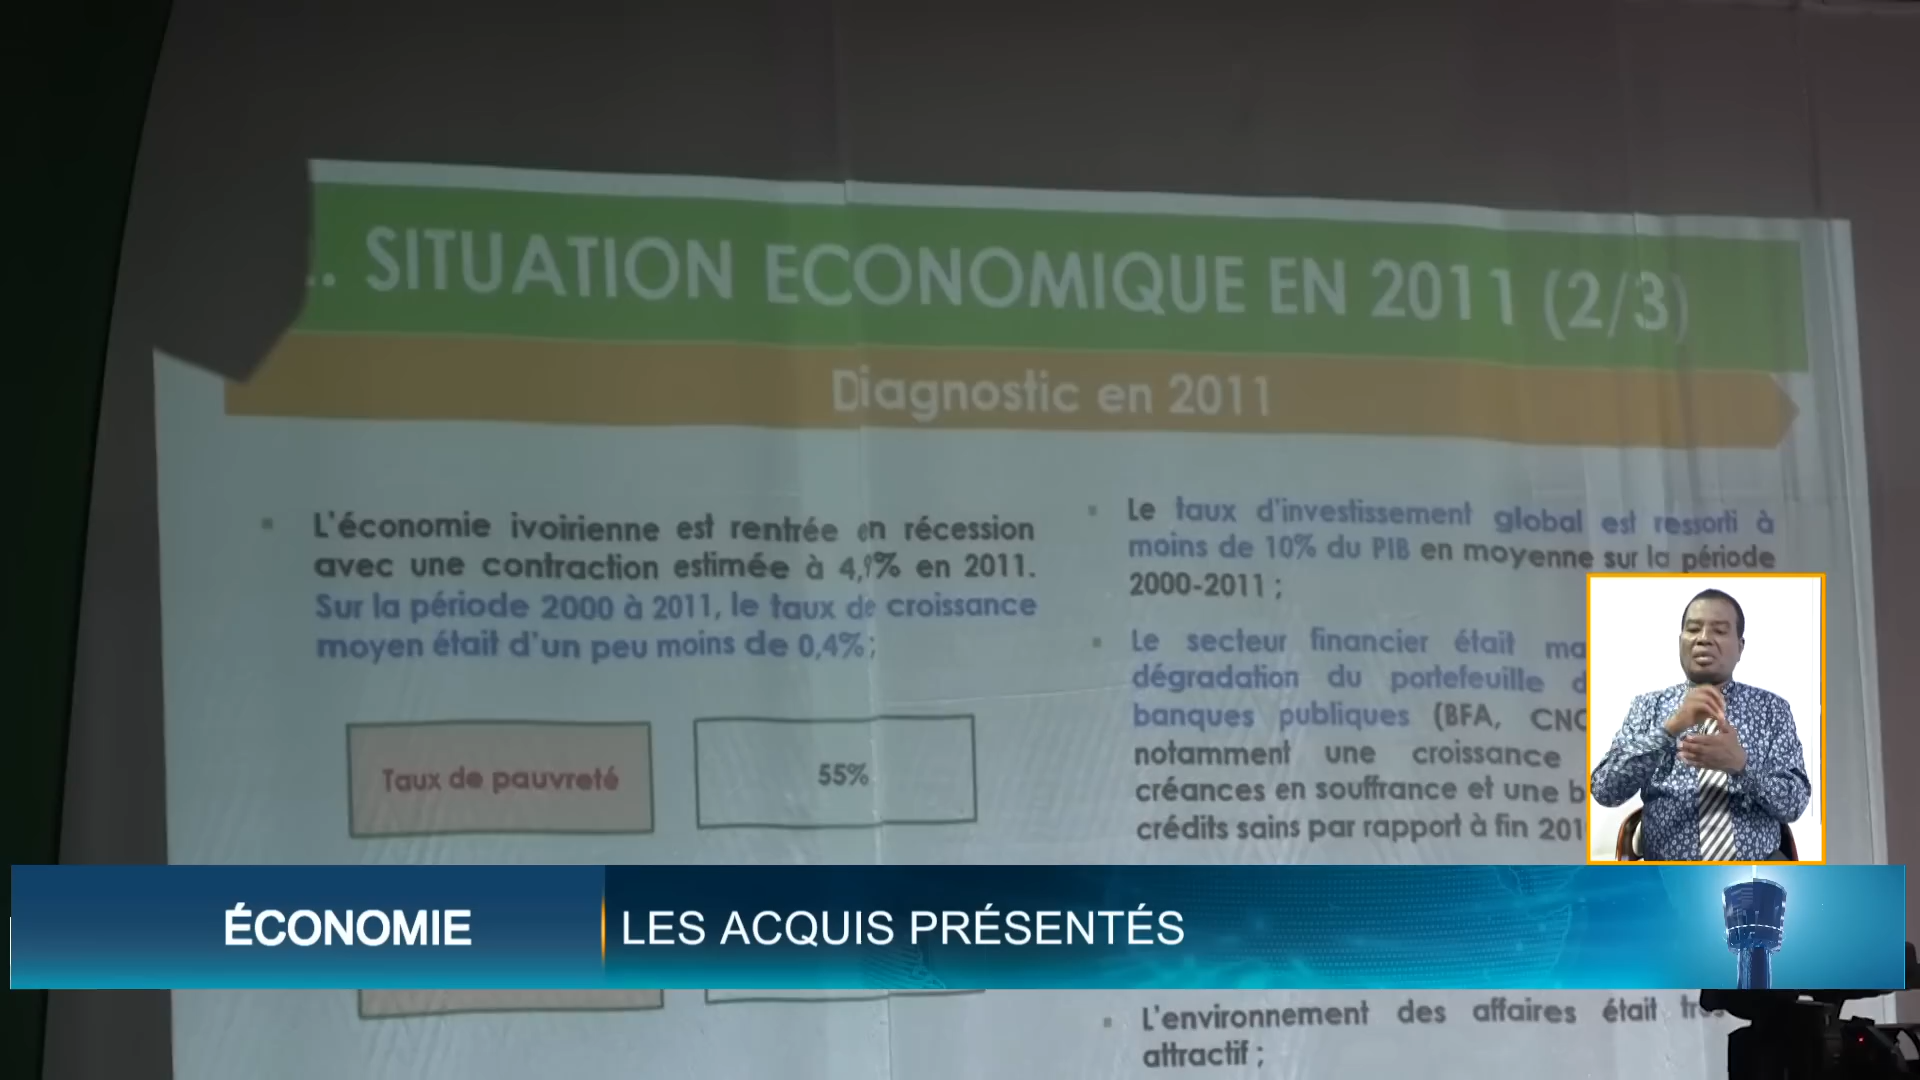 .. SITUATION ECONOMIQUE EN 2011 (2/3)
Diagnostic en 2011
L'économie ivoirienne est rentrée en récession
avec une contraction estimée à en 2011.
Sur la période 2000 à 2011, le taux de croissance
moyen était d'un peu moins de 0,4%;
Taux de pauvreté
55%
Le taux d'investissement global est ressorti à
moins de 10% du PIB en moyenne sur la période
2000-2011 ;
Le secteur financier était
dégradation du portefeuille
banques publiques (BFA,
notamment une croissance
créances en souffrance et une
crédits sains par rapport à fin
L'environnement des affaires était
attractif ;
ÉCONOMIE
LES ACQUIS PRÉSENTÉS